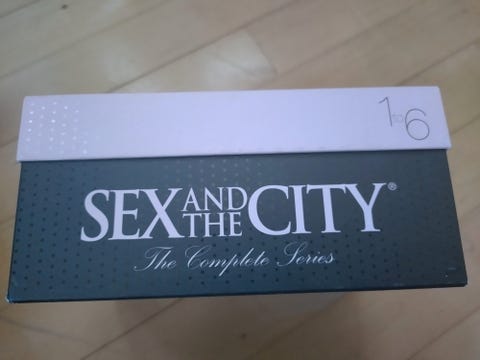 1 to 6
SEX AND THE CITY®
The Complete Series